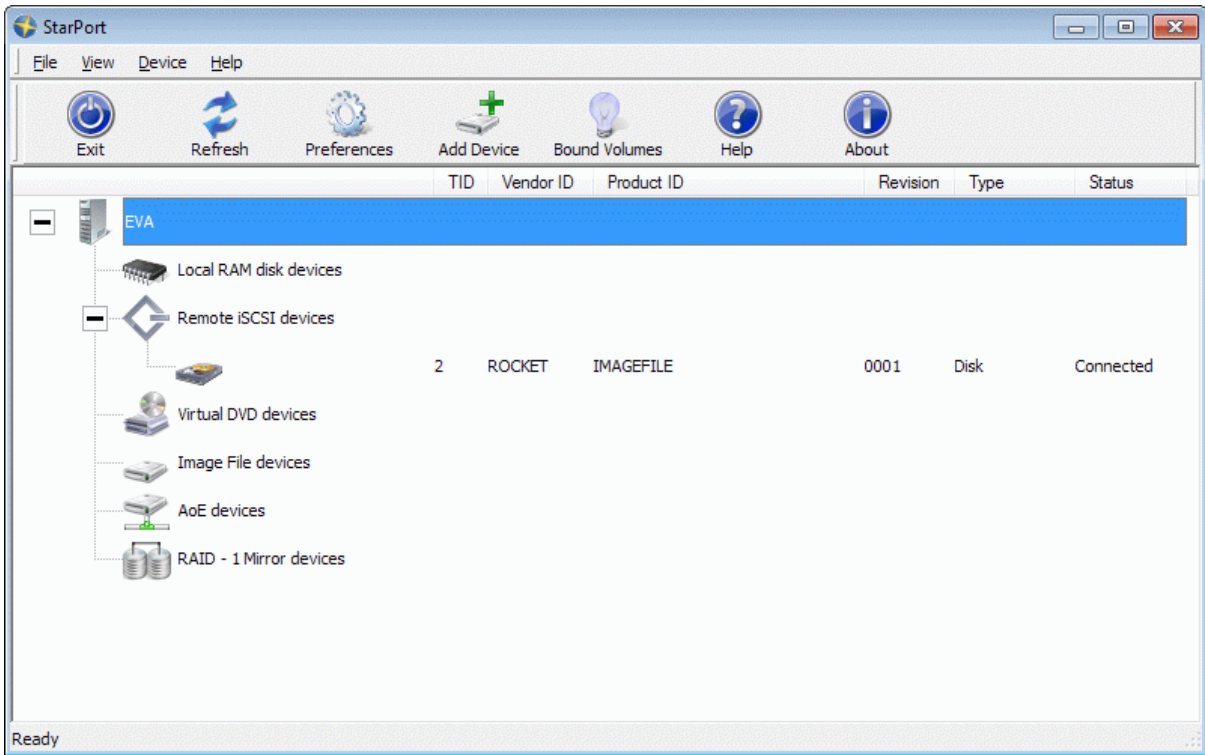 StarPort
File View Device Help
Exit Refresh Preferences Add Device Bound Volumes Help About
TID Vendor ID Product ID Revision Type Status
EVA
Local RAM disk devices
Remote iSCSI devices
2 ROCKET IMAGEFILE 0001 Disk Connected
Virtual DVD devices
Image File devices
AoE devices
RAID - 1 Mirror devices
Ready